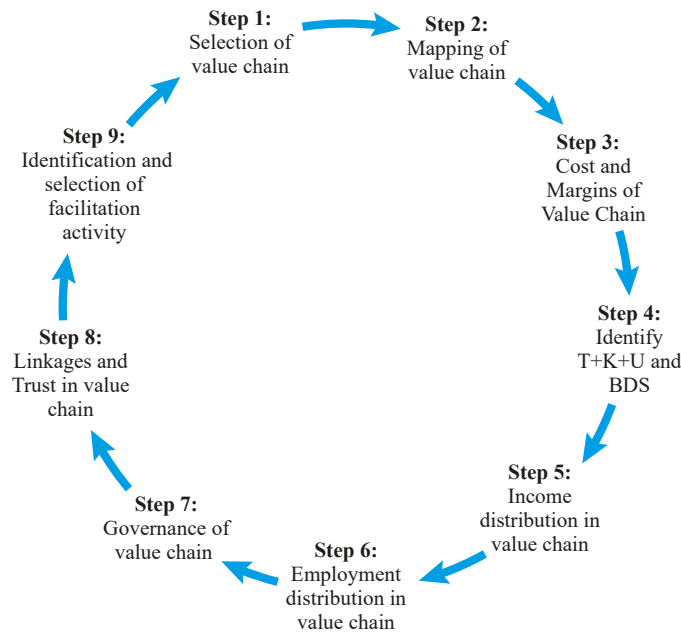 Step 1:
Selection of
value chain
Step 2:
Mapping of
value chain
Step 3:
Cost and
Margins of
Value Chain
Step 4:
Identify
T+K+U and
BDS
Step 5:
Income
distribution in
value chain
Step 6:
Employment
distribution in
value chain
Step 7:
Governance of
value chain
Step 8:
Linkages and
Trust in value
chain
Step 9:
Identification and
selection of
facilitation
activity